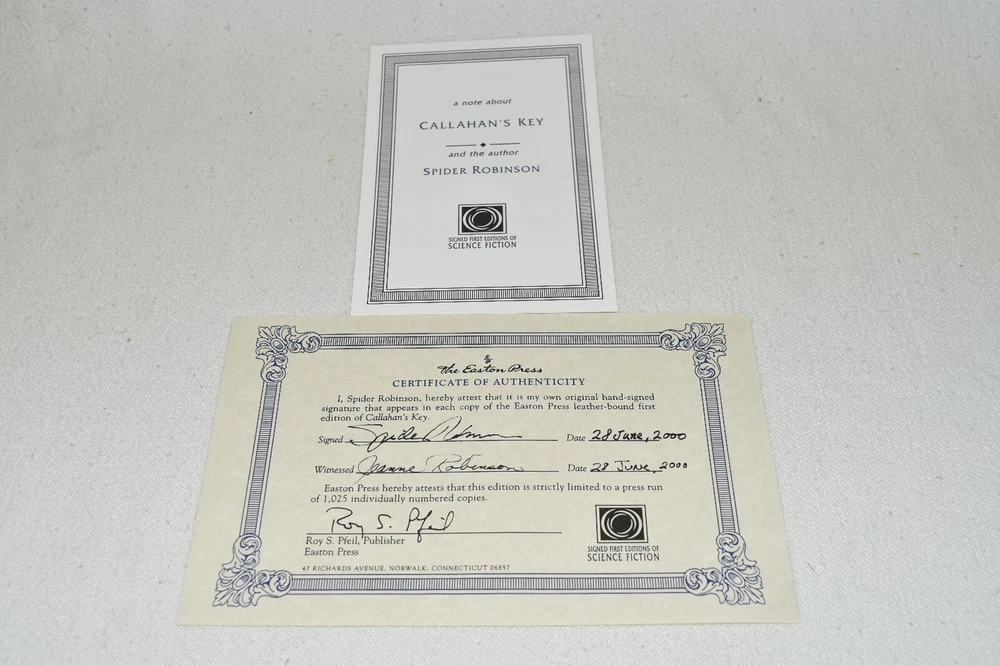 a note about
CALLAHAN'S KEY
and the author
SPIDER ROBINSON
SIGNED FIRST EDITIONS OF
SCIENCE FICTION
The Easton Press
CERTIFICATE OF AUTHENTICITY
I, Spider Robinson, hereby attest that it is my own original hand-signed
signature that appears in each copy of the Easton Press leather-bound first
edition of Callahan's Key.
Signed Spider Robinson Date 28 June, 2000
Witnessed Jeanne Robinson Date 28 June, 2000
Easton Press hereby attests that this edition is strictly limited to a press run
of 1,025 individually numbered copies.
Roy S. Pfeil
Roy S. Pfeil, Publisher
Easton Press
SIGNED FIRST EDITIONS OF
SCIENCE FICTION
47 RICHARDS AVENUE, NORWALK, CONNECTICUT 06857